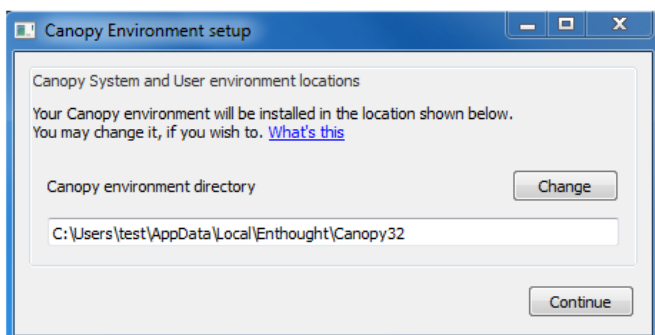 Canopy Environment setup
Canopy System and User environment locations
Your Canopy environment will be installed in the location shown below.
You may change it, if you wish to. What's this
Canopy environment directory
Change
C:\Users\test\AppData\Local\Enthought\Canopy32
Continue